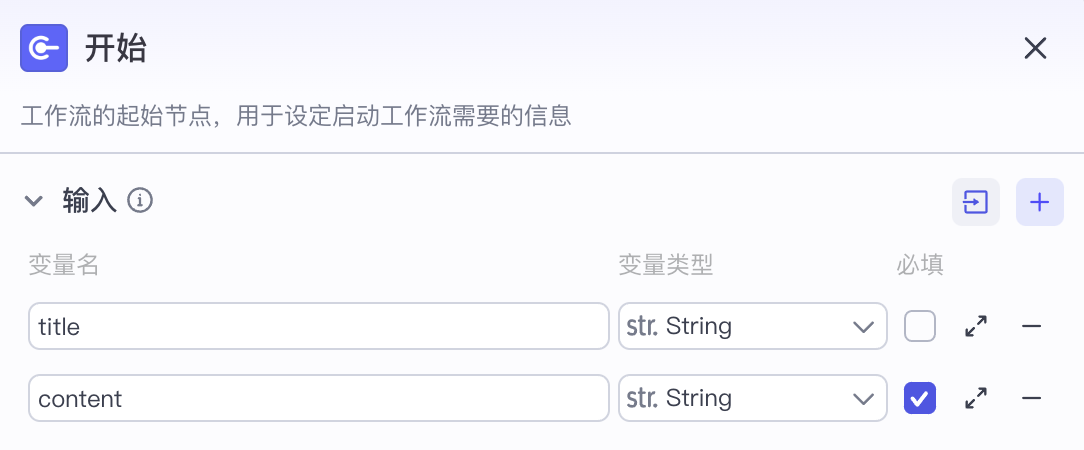 开始
工作流的起始节点，用于设定启动工作流需要的信息
输入
变量名 变量类型 必填
title str. String
content str. String